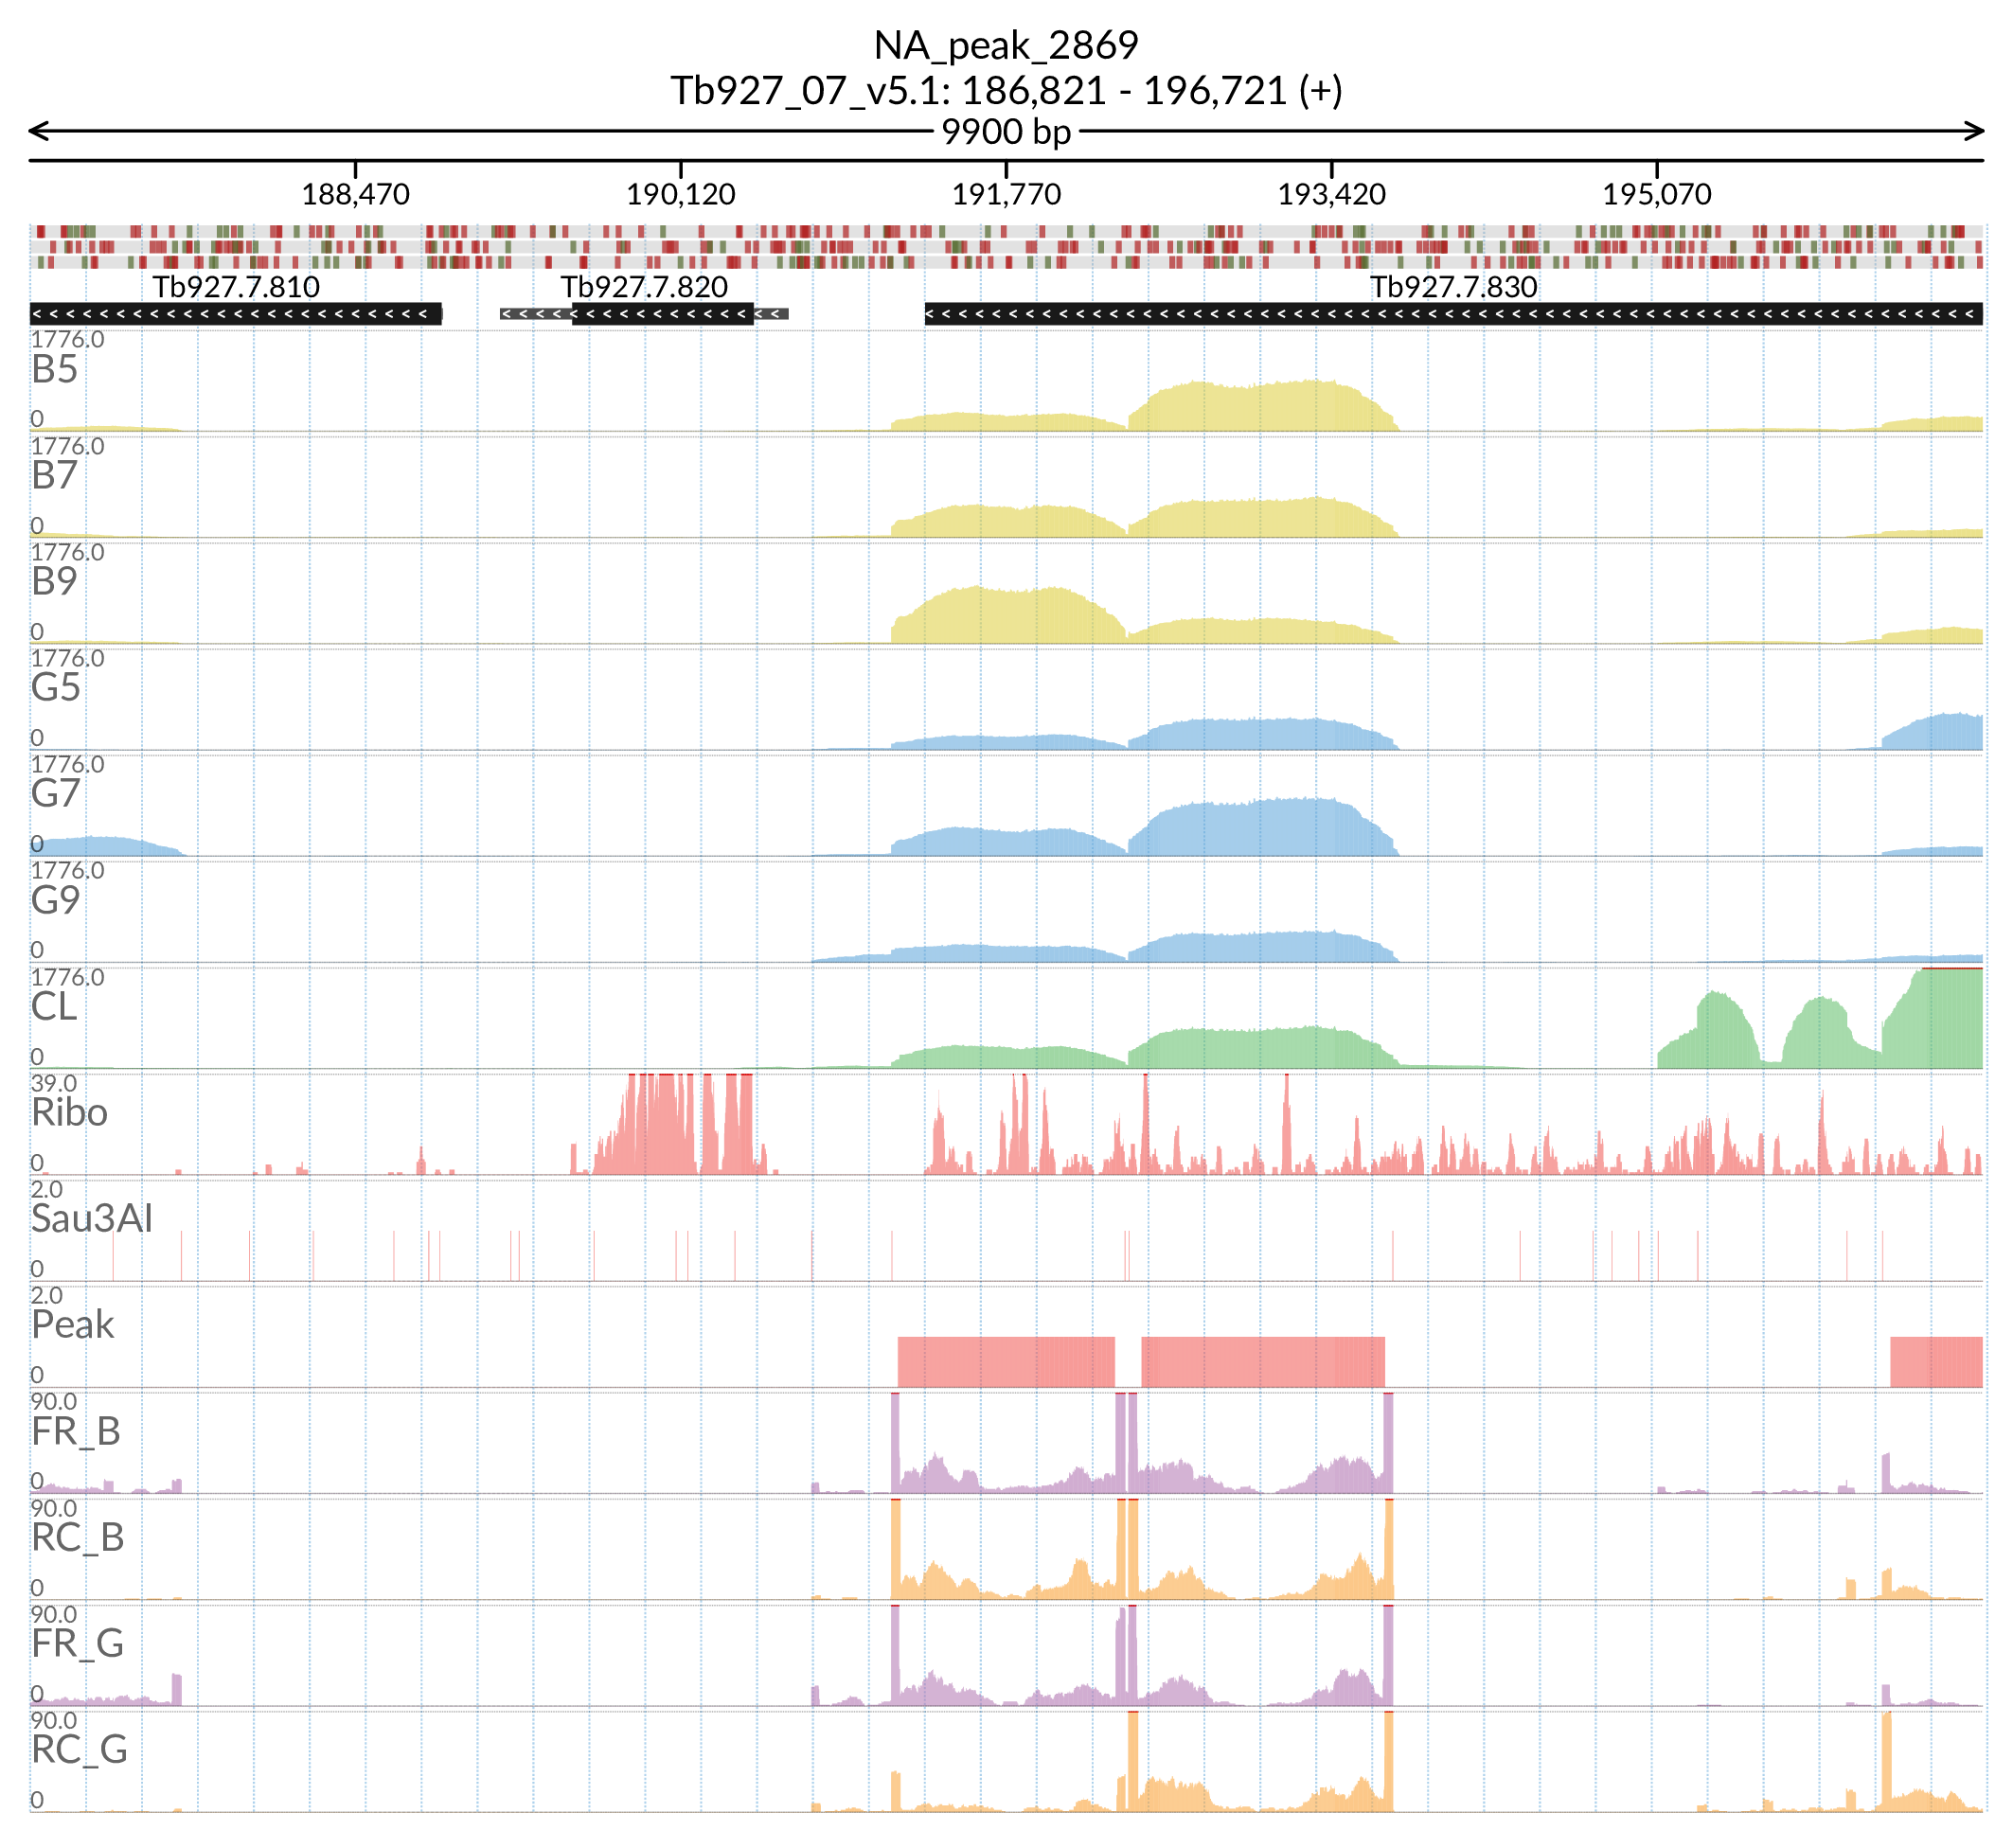 NA_peak_2869
Tb927_07_v5.1: 186,821 - 196,721 (+)
9900 bp
188,470 190,120 191,770 193,420 195,070
Tb927.7.810 Tb927.7.820 Tb927.7.830
1776.0
B5
0
1776.0
B7
0
1776.0
B9
0
1776.0
G5
0
1776.0
G7
0
1776.0
G9
0
1776.0
CL
0
39.0
Ribo
0
2.0
Sau3AI
0
2.0
Peak
0
90.0
FR_B
0
90.0
RC_B
0
90.0
FR_G
0
90.0
RC_G
0